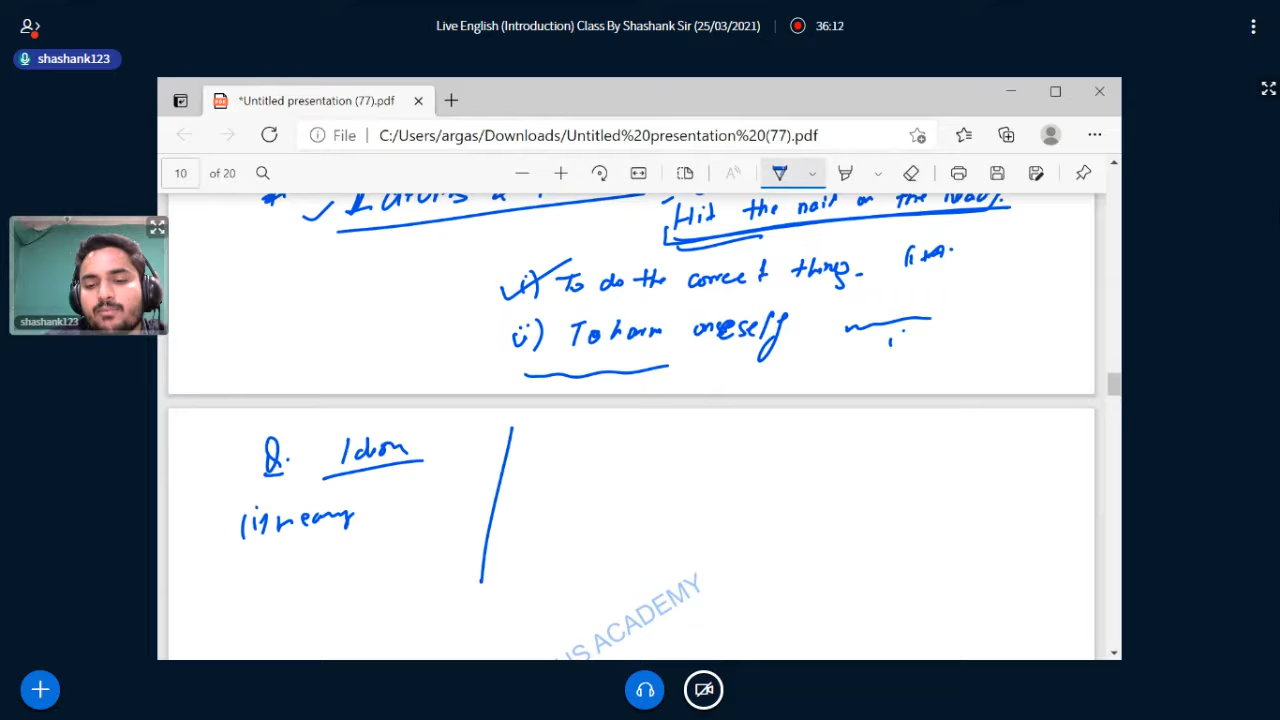 Live English (Introduction) Class By Shashank Sir (25/03/2021)
36:12
shashank123
*Untitled presentation (77).pdf
File
C:/Users/argas/Downloads/Untitled%20presentation%20(77).pdf
10 of 20
Hit the nail on the head.
i) To do the correct thing.
ii) To harm oneself
shashank123
Q. Idiom
(i) meaning
US ACADEMY